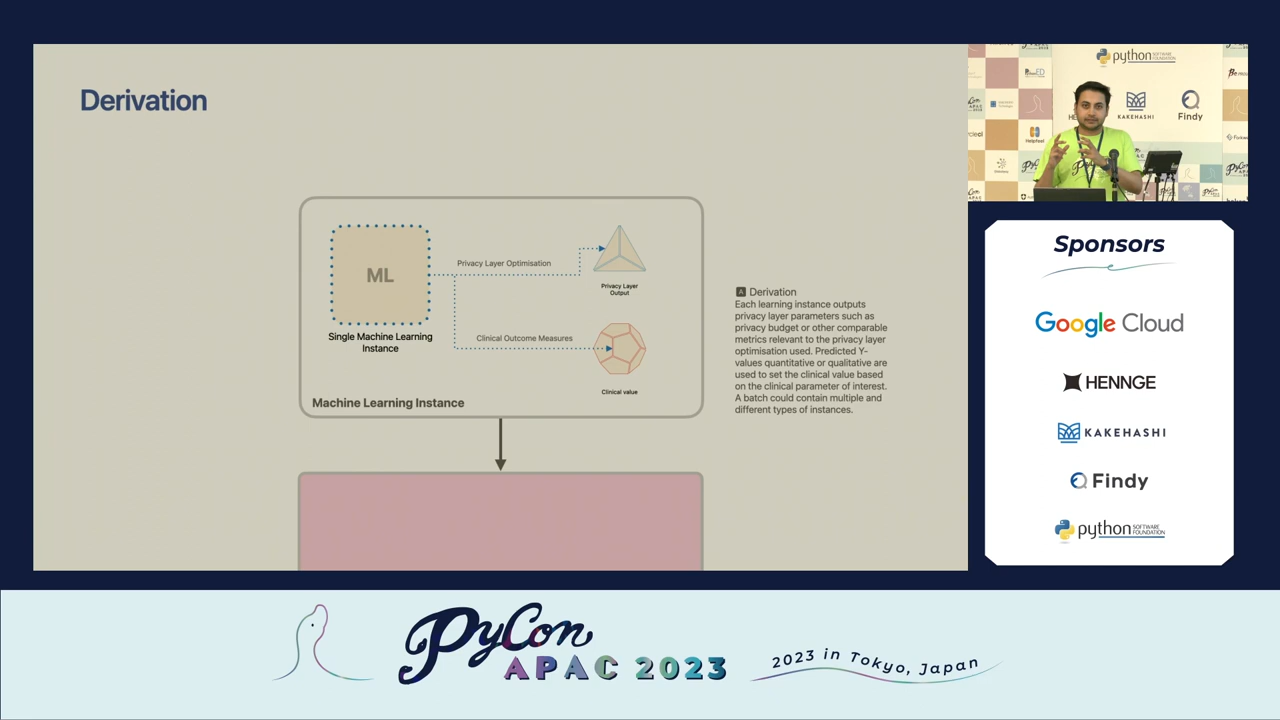 Derivation
ML
Single Machine Learning
Instance
Privacy Layer Optimisation
Privacy Layer
Output
Clinical Outcome Measures
Clinical value
Machine Learning Instance
A Derivation
Each learning instance outputs
privacy layer parameters such as
privacy budget or other comparable
metrics relevant to the privacy layer
optimisation used. Predicted Y-
values quantitative or qualitative are
used to set the clinical value based
on the clinical parameter of interest.
A batch could contain multiple and
different types of instances.
python
KAKEHASHI
Findy
Sponsors
Google Cloud
HENNGE
KAKEHASHI
Findy
python SOFTWARE
FOUNDATION
PyCon
APAC 2023
2023 in Tokyo, Japan